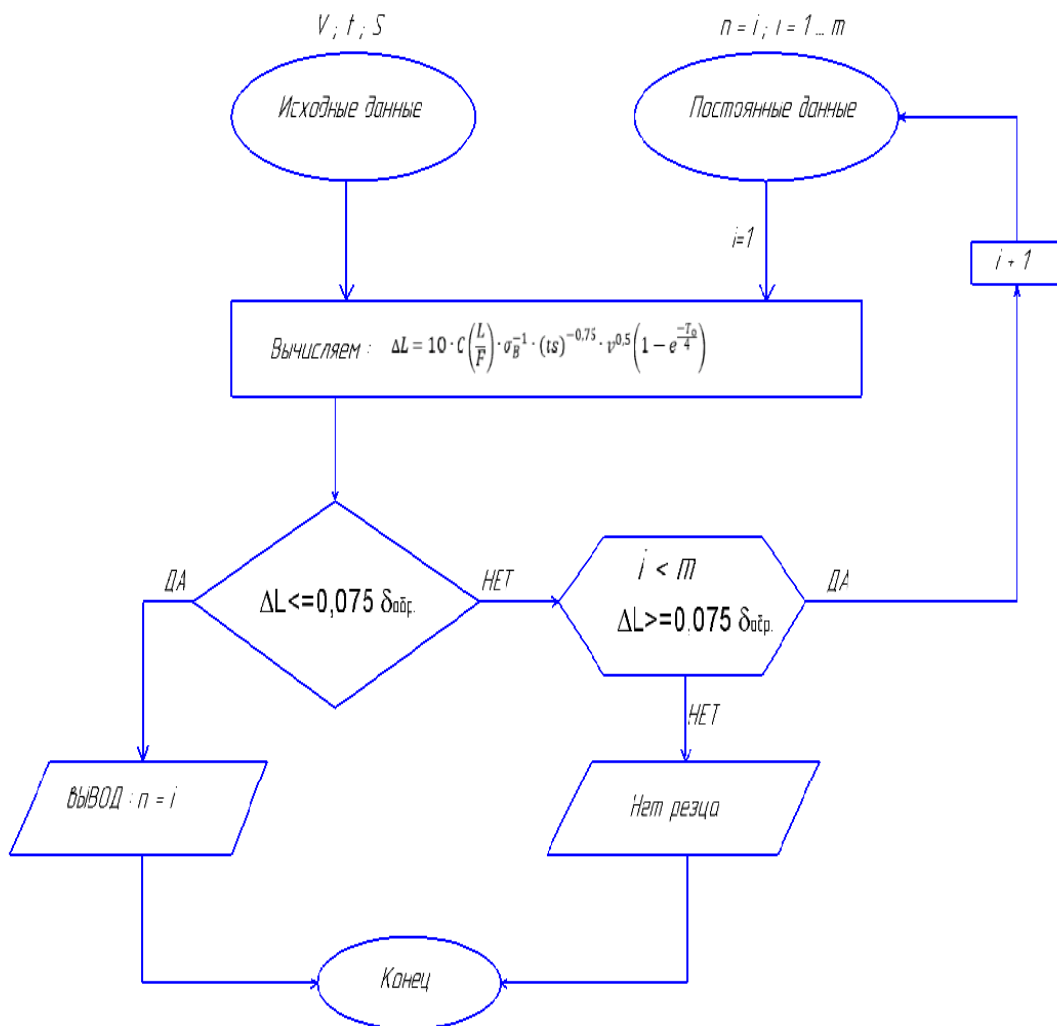 V ; t ; S
n = i ; i = 1 ... m
Исходные данные
Постоянные данные
i=1
i + 1
Вычисляем : ΔL = 10 · C (L/F) · σ_B^{-1} · (ts)^{-0,75} · v^{0,5} (1 − e^{-T_0/4})
ДА
ΔL<=0,075 δобр.
НЕТ
i < m
ΔL>=0,075 δобр.
ДА
НЕТ
ВЫВОД : n = i
Нет резца
Конец